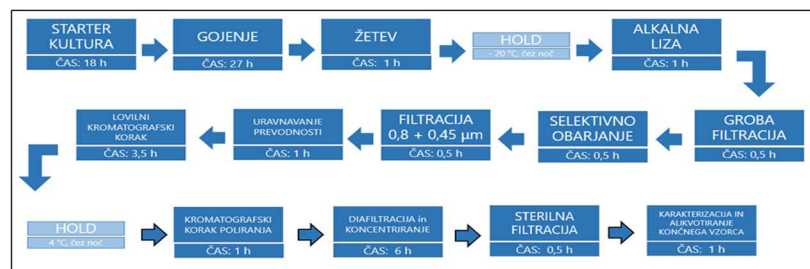 STARTER
KULTURA
ČAS: 18 h
GOJENJE
ČAS: 27 h
ŽETEV
ČAS: 1 h
HOLD
- 20 °C, čez noč
ALKALNA
LIZA
ČAS: 1 h
GROBA
FILTRACIJA
ČAS: 0,5 h
SELEKTIVNO
OBARJANJE
ČAS: 0,5 h
FILTRACIJA
0,8 + 0,45 µm
ČAS: 0,5 h
URAVNAVANJE
PREVODNOSTI
ČAS: 1 h
LOVILNI
KROMATOGRAFSKI
KORAK
ČAS: 3,5 h
HOLD
4 °C, čez noč
KROMATOGRAFSKI
KORAK POLIRANJA
ČAS: 1 h
DIAFILTRACIJA in
KONCENTRIRANJE
ČAS: 6 h
STERILNA
FILTRACIJA
ČAS: 0,5 h
KARAKTERIZACIJA IN
ALIKVOTIRANJE
KONČNEGA VZORCA
ČAS: 1 h